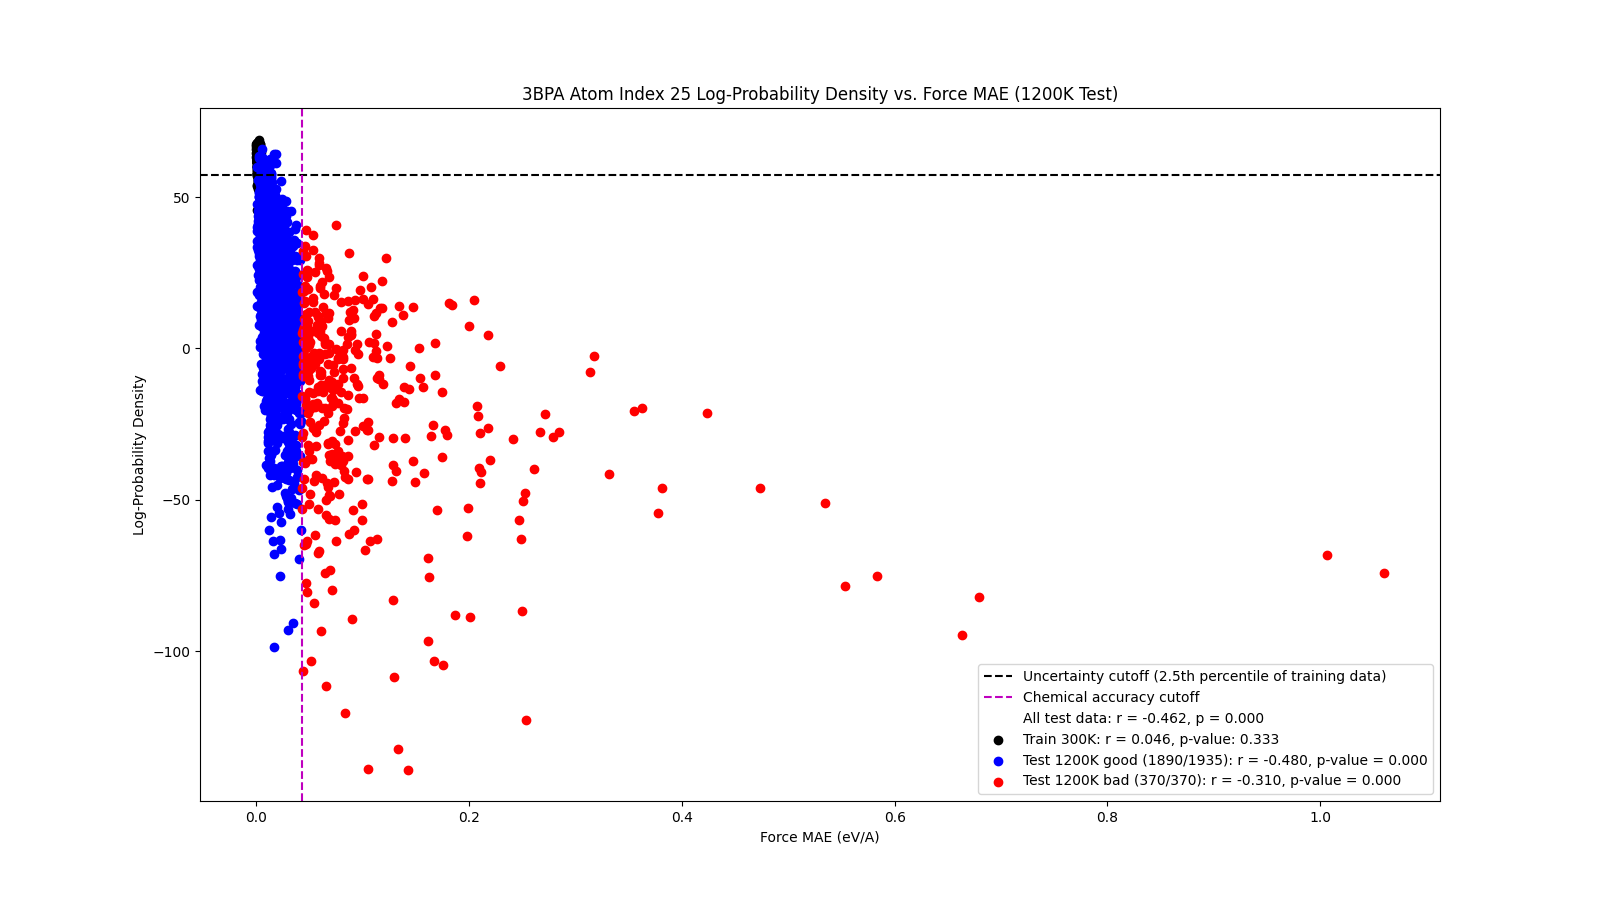 3BPA Atom Index 25 Log-Probability Density vs. Force MAE (1200K Test)
Log-Probability Density
50
0
−50
−100
0.0 0.2 0.4 0.6 0.8 1.0
Force MAE (eV/A)
Uncertainty cutoff (2.5th percentile of training data)
Chemical accuracy cutoff
All test data: r = -0.462, p = 0.000
Train 300K: r = 0.046, p-value: 0.333
Test 1200K good (1890/1935): r = -0.480, p-value = 0.000
Test 1200K bad (370/370): r = -0.310, p-value = 0.000